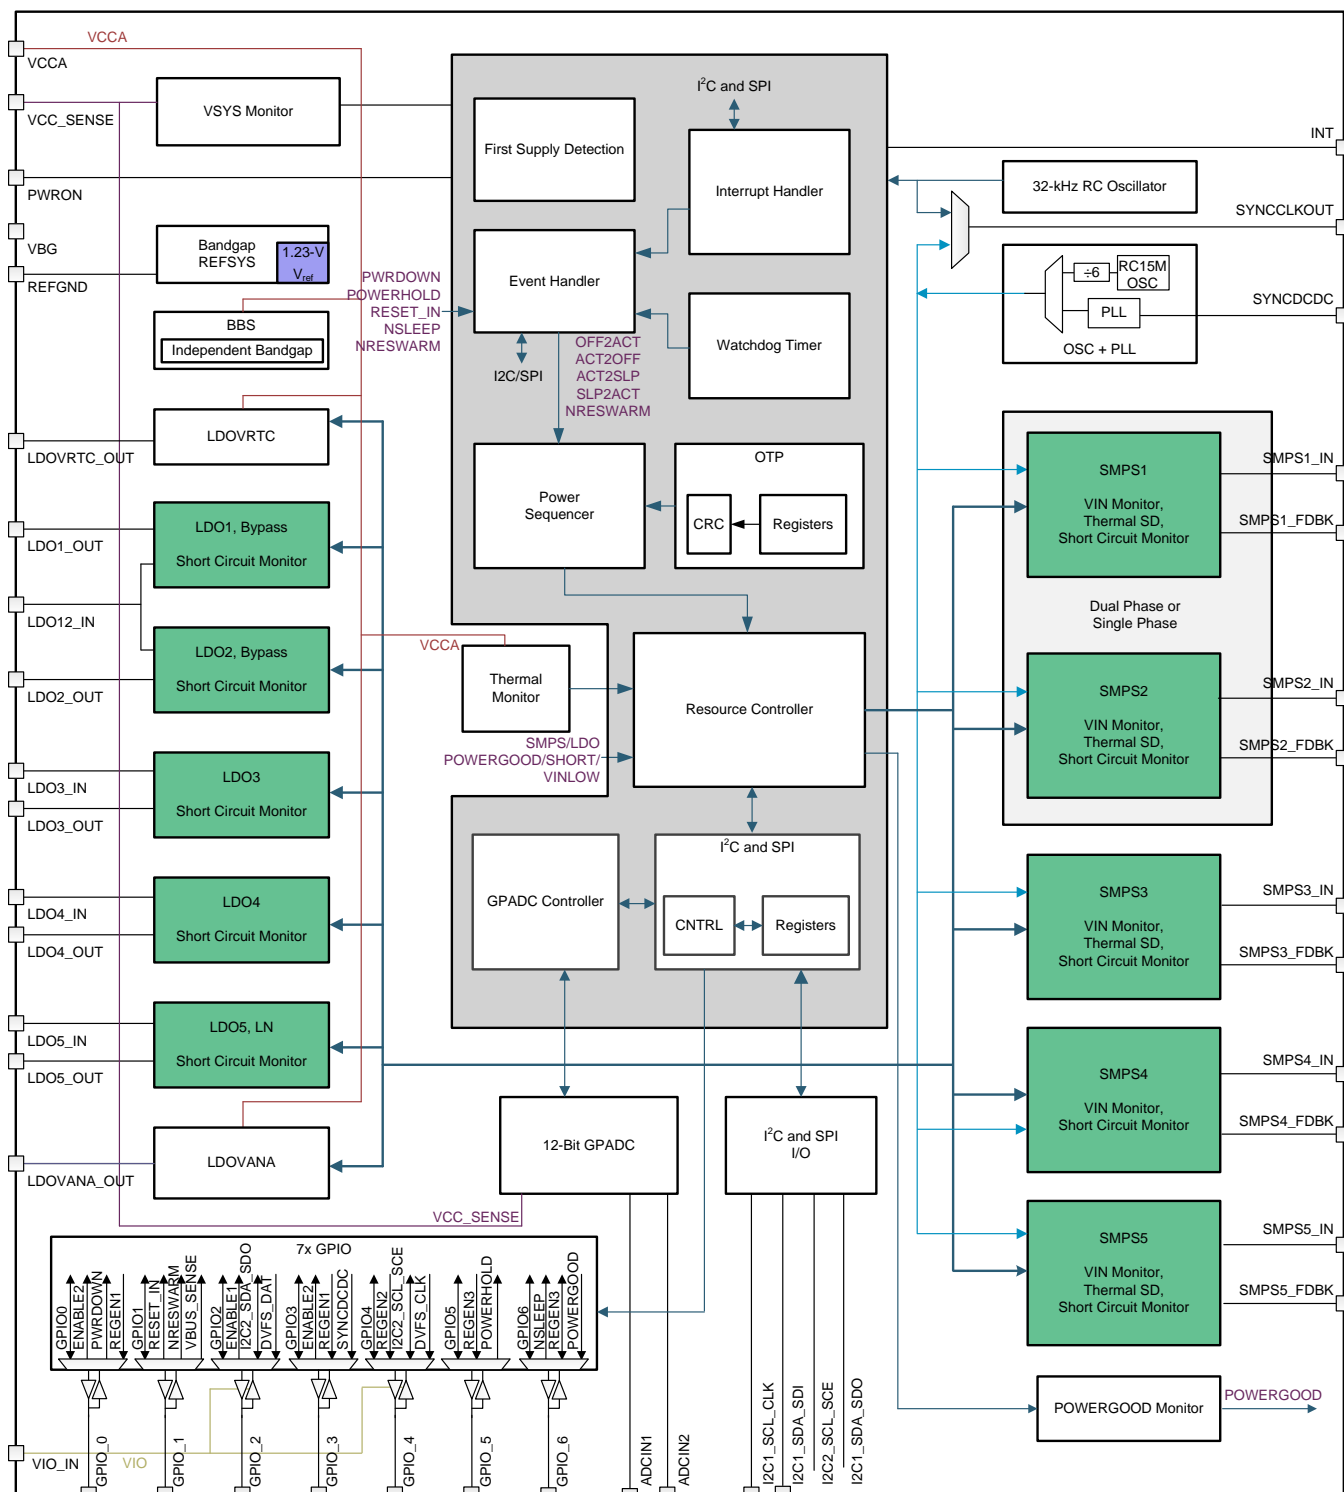 VCCA
VCCA
VCC_SENSE
VSYS Monitor
PWRON
VBG
REFGND
Bandgap
REFSYS
1.23-V
Vref
BBS
Independent Bandgap
PWRDOWN
POWERHOLD
RESET_IN
NSLEEP
NRESWARM
LDOVRTC
LDOVRTC_OUT
LDO1, Bypass
Short Circuit Monitor
LDO1_OUT
LDO12_IN
LDO2, Bypass
Short Circuit Monitor
LDO2_OUT
LDO3
Short Circuit Monitor
LDO3_IN
LDO3_OUT
LDO4
Short Circuit Monitor
LDO4_IN
LDO4_OUT
LDO5, LN
Short Circuit Monitor
LDO5_IN
LDO5_OUT
LDOVANA
LDOVANA_OUT
First Supply Detection
I2C and SPI
Interrupt Handler
Event Handler
I2C/SPI
OFF2ACT
ACT2OFF
ACT2SLP
SLP2ACT
NRESWARM
Watchdog Timer
Power
Sequencer
OTP
CRC
Registers
VCCA
Thermal
Monitor
Resource Controller
SMPS/LDO
POWERGOOD/SHORT/
VINLOW
I2C and SPI
GPADC Controller
CNTRL
Registers
12-Bit GPADC
I2C and SPI
I/O
VCC_SENSE
INT
32-kHz RC Oscillator
SYNCCLKOUT
÷6
RC15M
OSC
PLL
OSC + PLL
SYNCDCDC
SMPS1
VIN Monitor,
Thermal SD,
Short Circuit Monitor
SMPS1_IN
SMPS1_FDBK
Dual Phase or
Single Phase
SMPS2
VIN Monitor,
Thermal SD,
Short Circuit Monitor
SMPS2_IN
SMPS2_FDBK
SMPS3
VIN Monitor,
Thermal SD,
Short Circuit Monitor
SMPS3_IN
SMPS3_FDBK
SMPS4
VIN Monitor,
Short Circuit Monitor
SMPS4_IN
SMPS4_FDBK
SMPS5
VIN Monitor,
Thermal SD,
Short Circuit Monitor
SMPS5_IN
SMPS5_FDBK
POWERGOOD Monitor
POWERGOOD
7x GPIO
GPIO0
ENABLE2
PWRDOWN
REGEN1
GPIO1
RESET_IN
NRESWARM
VBUS_SENSE
GPIO2
ENABLE1
I2C2_SDA_SDO
DVFS_DAT
GPIO3
ENABLE2
REGEN1
SYNCDCDC
GPIO4
REGEN2
I2C2_SCL_SCE
DVFS_CLK
GPIO5
REGEN3
POWERHOLD
GPIO6
NSLEEP
REGEN3
POWERGOOD
VIO_IN
VIO
GPIO_0
GPIO_1
GPIO_2
GPIO_3
GPIO_4
GPIO_5
GPIO_6
ADCIN1
ADCIN2
I2C1_SCL_CLK
I2C1_SDA_SDI
I2C2_SCL_SCE
I2C1_SDA_SDO